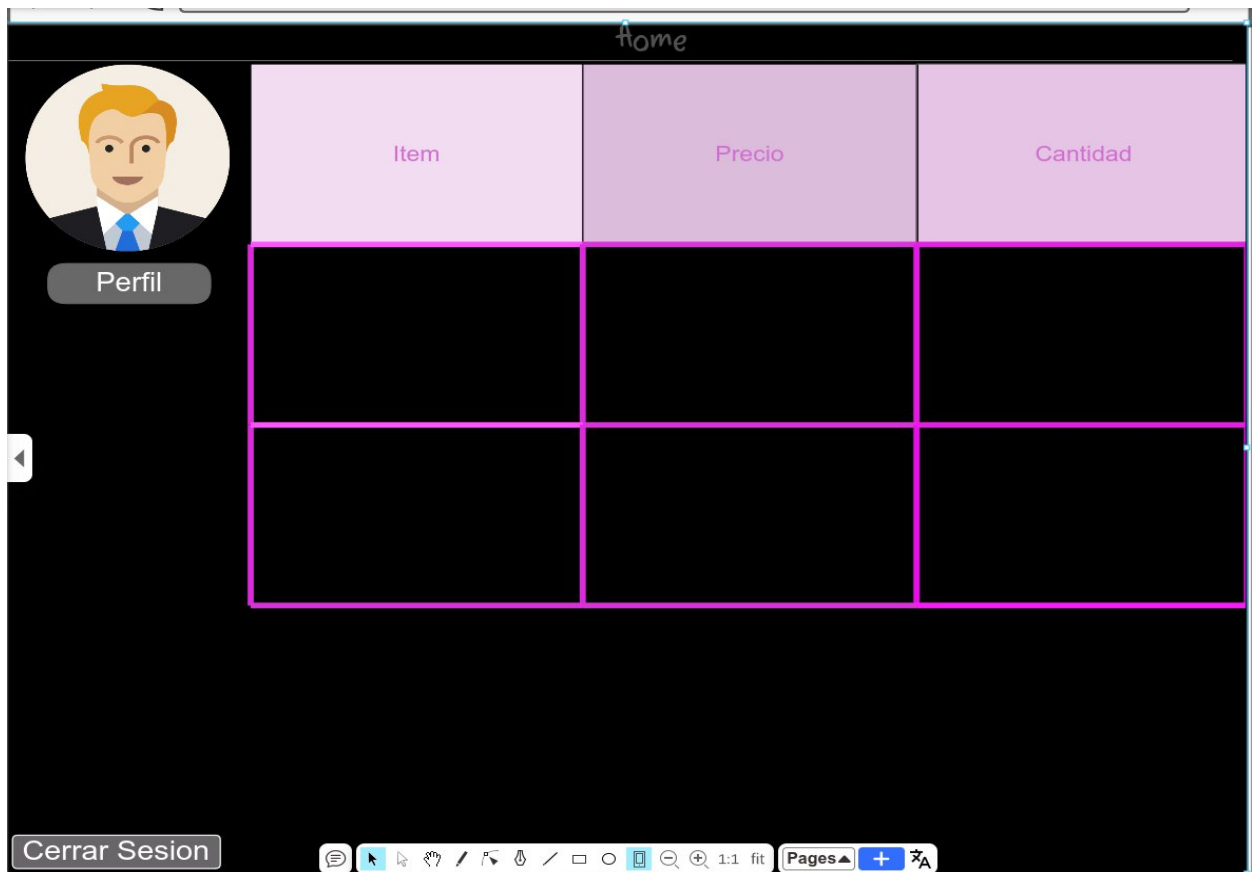 Home
Item
Precio
Cantidad
Perfil
Cerrar Sesion
1:1 fit Pages